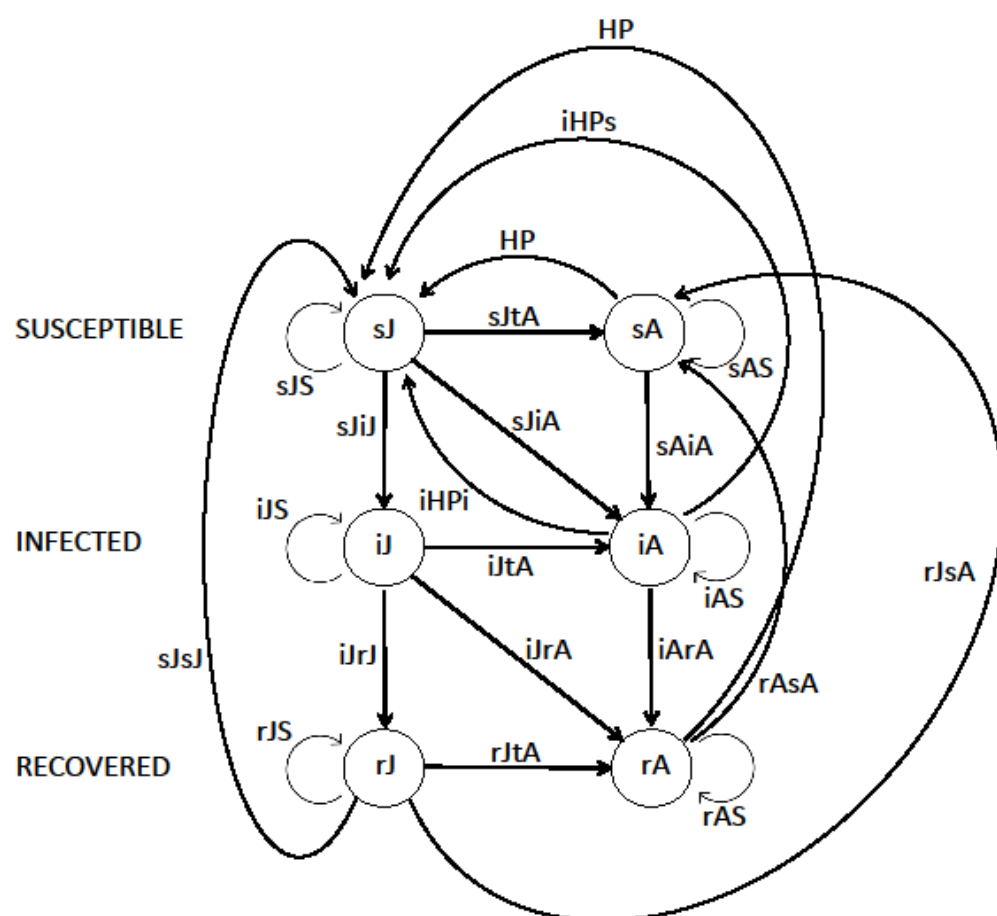 HP
iHPs
HP
SUSCEPTIBLE
sJ
sJtA
sA
sJS
sAS
sJiJ
sJiA
sAiA
iHPi
INFECTED
iJS
iJ
iJtA
iA
iAS
rJsA
sJsJ
iJrJ
iJrA
iArA
rAsA
RECOVERED
rJS
rJ
rJtA
rA
rAS